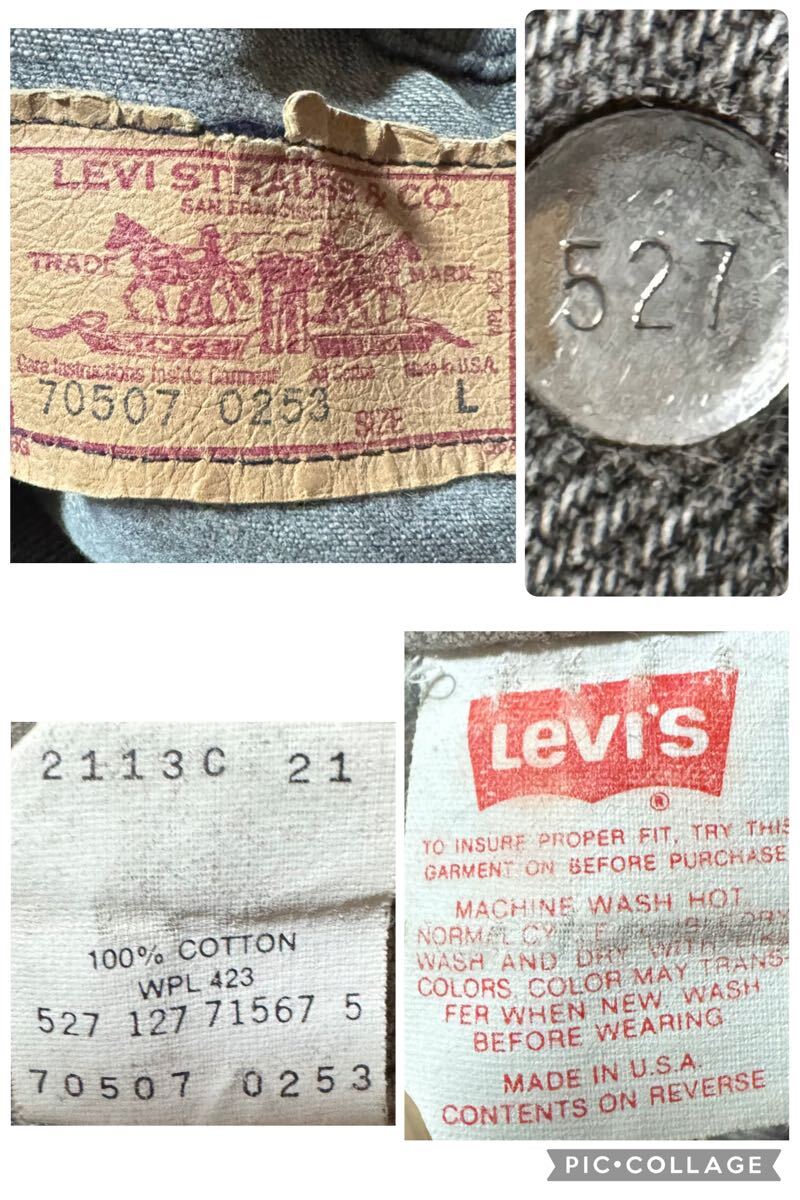 LEVI STRAUSS & CO.
SAN FRANCISCO
TRADE MARK
Care Instructions Inside Garment Made in U.S.A.
70507 0253 SIZE L
527
2113C 21
100% COTTON
WPL 423
527 127 71567 5
70507 0253
LEVI'S
®
TO INSURE PROPER FIT, TRY THIS
GARMENT ON BEFORE PURCHASE
MACHINE WASH HOT
NORMAL
WASH AND DRY WITH LIKE
COLORS COLOR MAY TRANS-
FER WHEN NEW WASH
BEFORE WEARING
MADE IN U.S.A.
CONTENTS ON REVERSE
PIC•COLLAGE